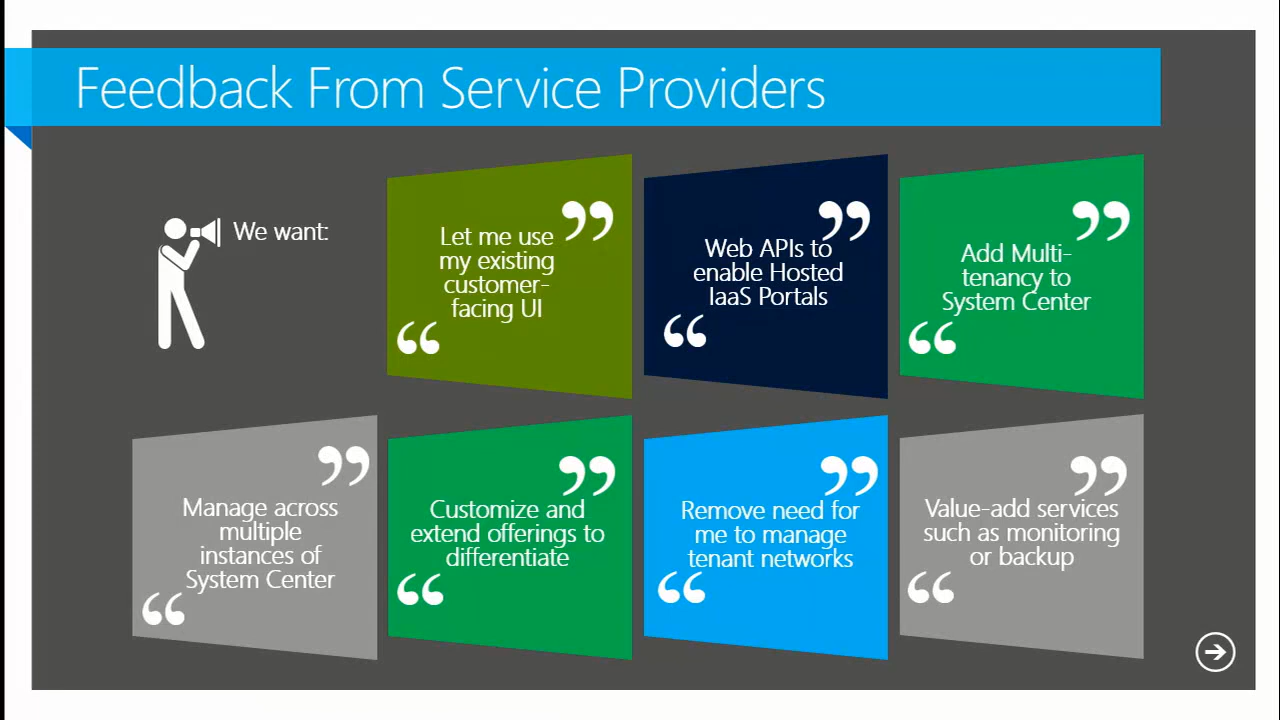 Feedback From Service Providers
We want:
”
Let me use
my existing
customer-
facing UI
“
”
Web APIs to
enable Hosted
IaaS Portals
“
”
Add Multi-
tenancy to
System Center
“
”
Manage across
multiple
instances of
System Center
“
”
Customize and
extend offerings to
differentiate
“
”
Remove need for
me to manage
tenant networks
“
”
Value-add services
such as monitoring
or backup
“